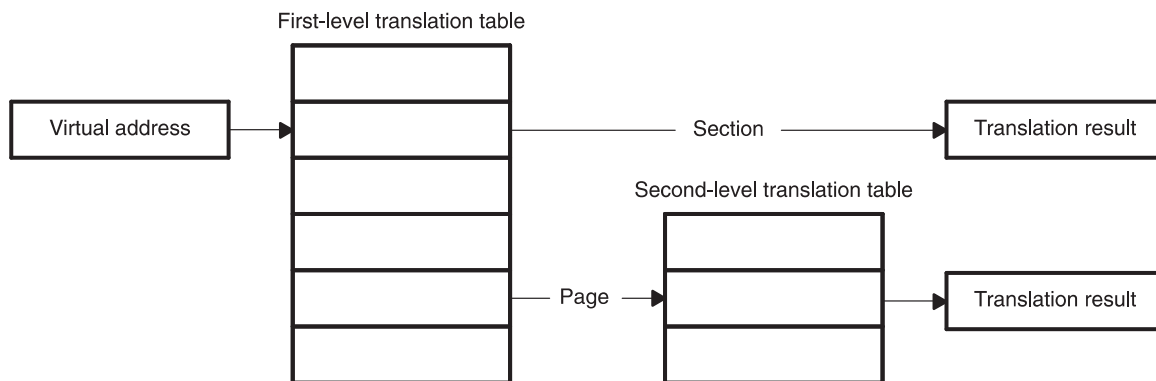 First-level translation table
Virtual address
Section
Translation result
Second-level translation table
Page
Translation result